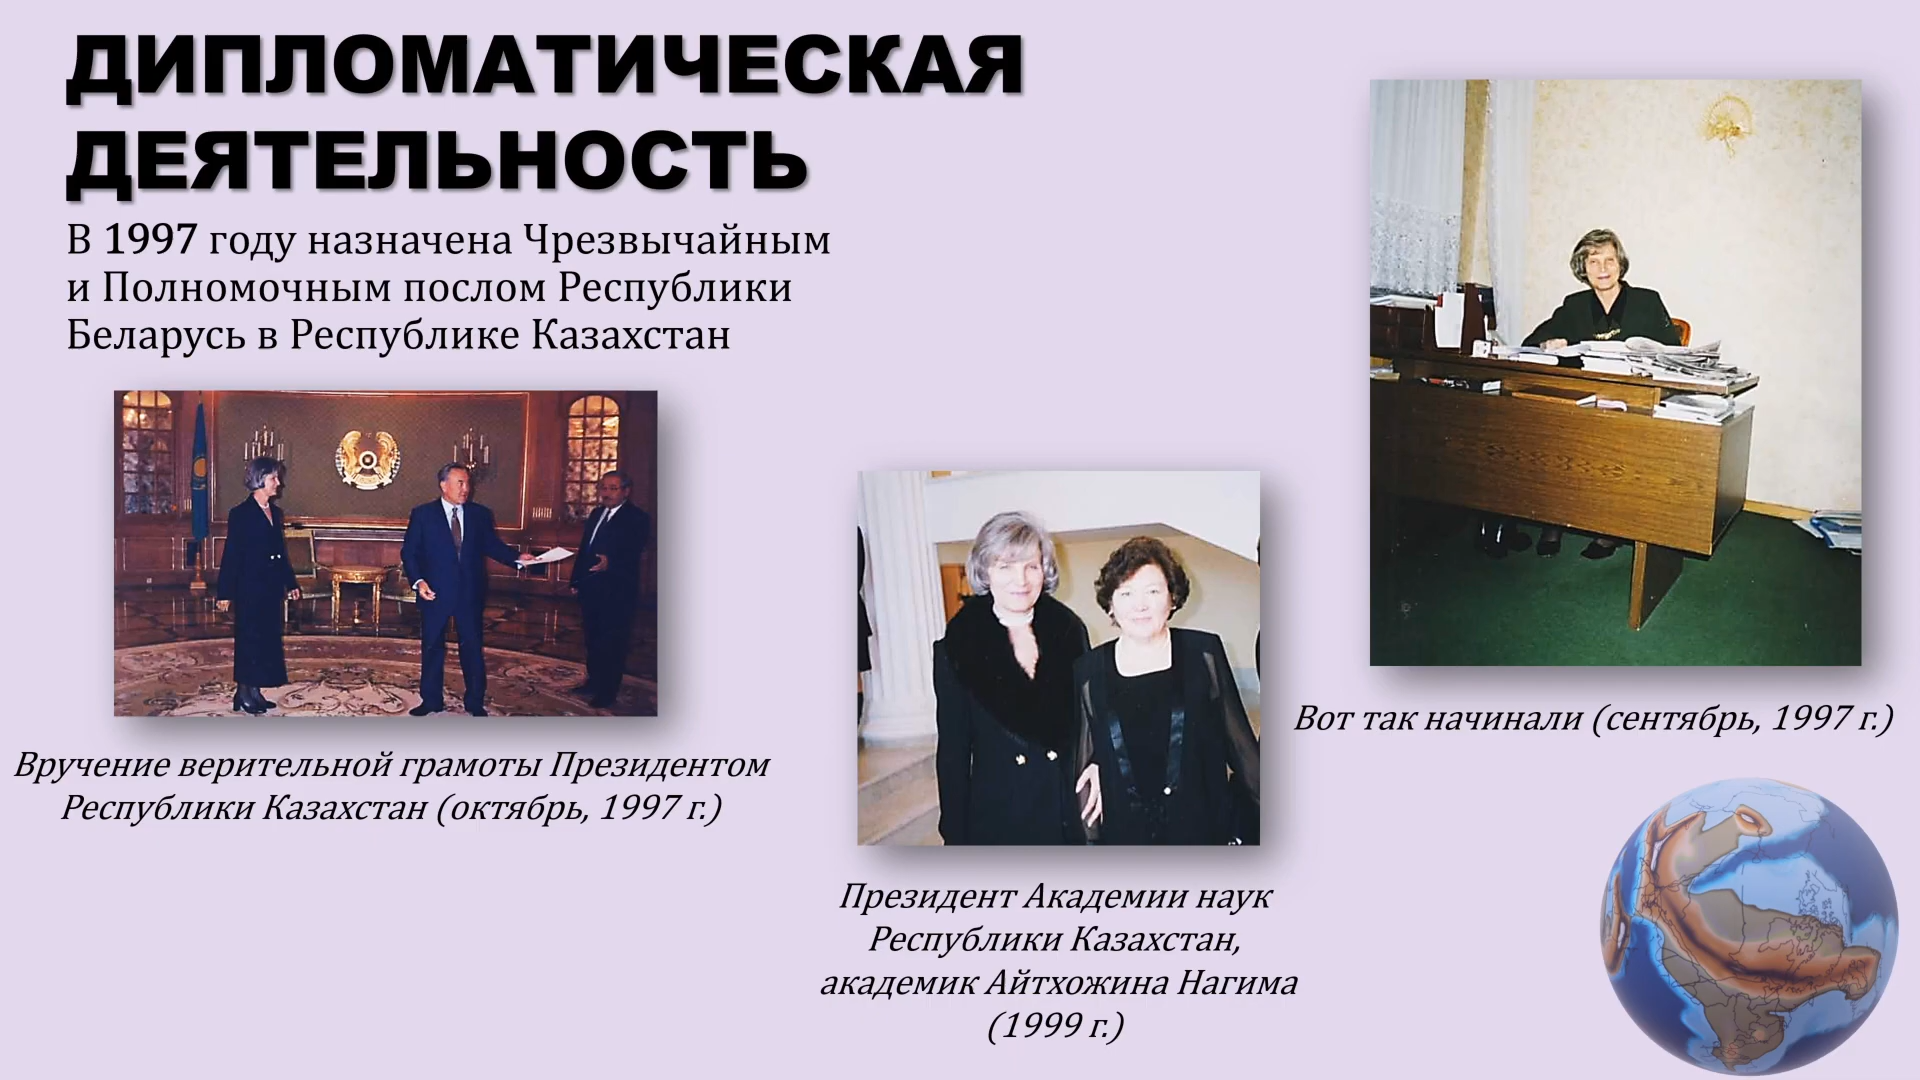 ДИПЛОМАТИЧЕСКАЯ
ДЕЯТЕЛЬНОСТЬ
В 1997 году назначена Чрезвычайным
и Полномочным послом Республики
Беларусь в Республике Казахстан
Вручение верительной грамоты Президентом
Республики Казахстан (октябрь, 1997 г.)
Президент Академии наук
Республики Казахстан,
академик Айтхожина Нагима
(1999 г.)
Вот так начинали (сентябрь, 1997 г.)